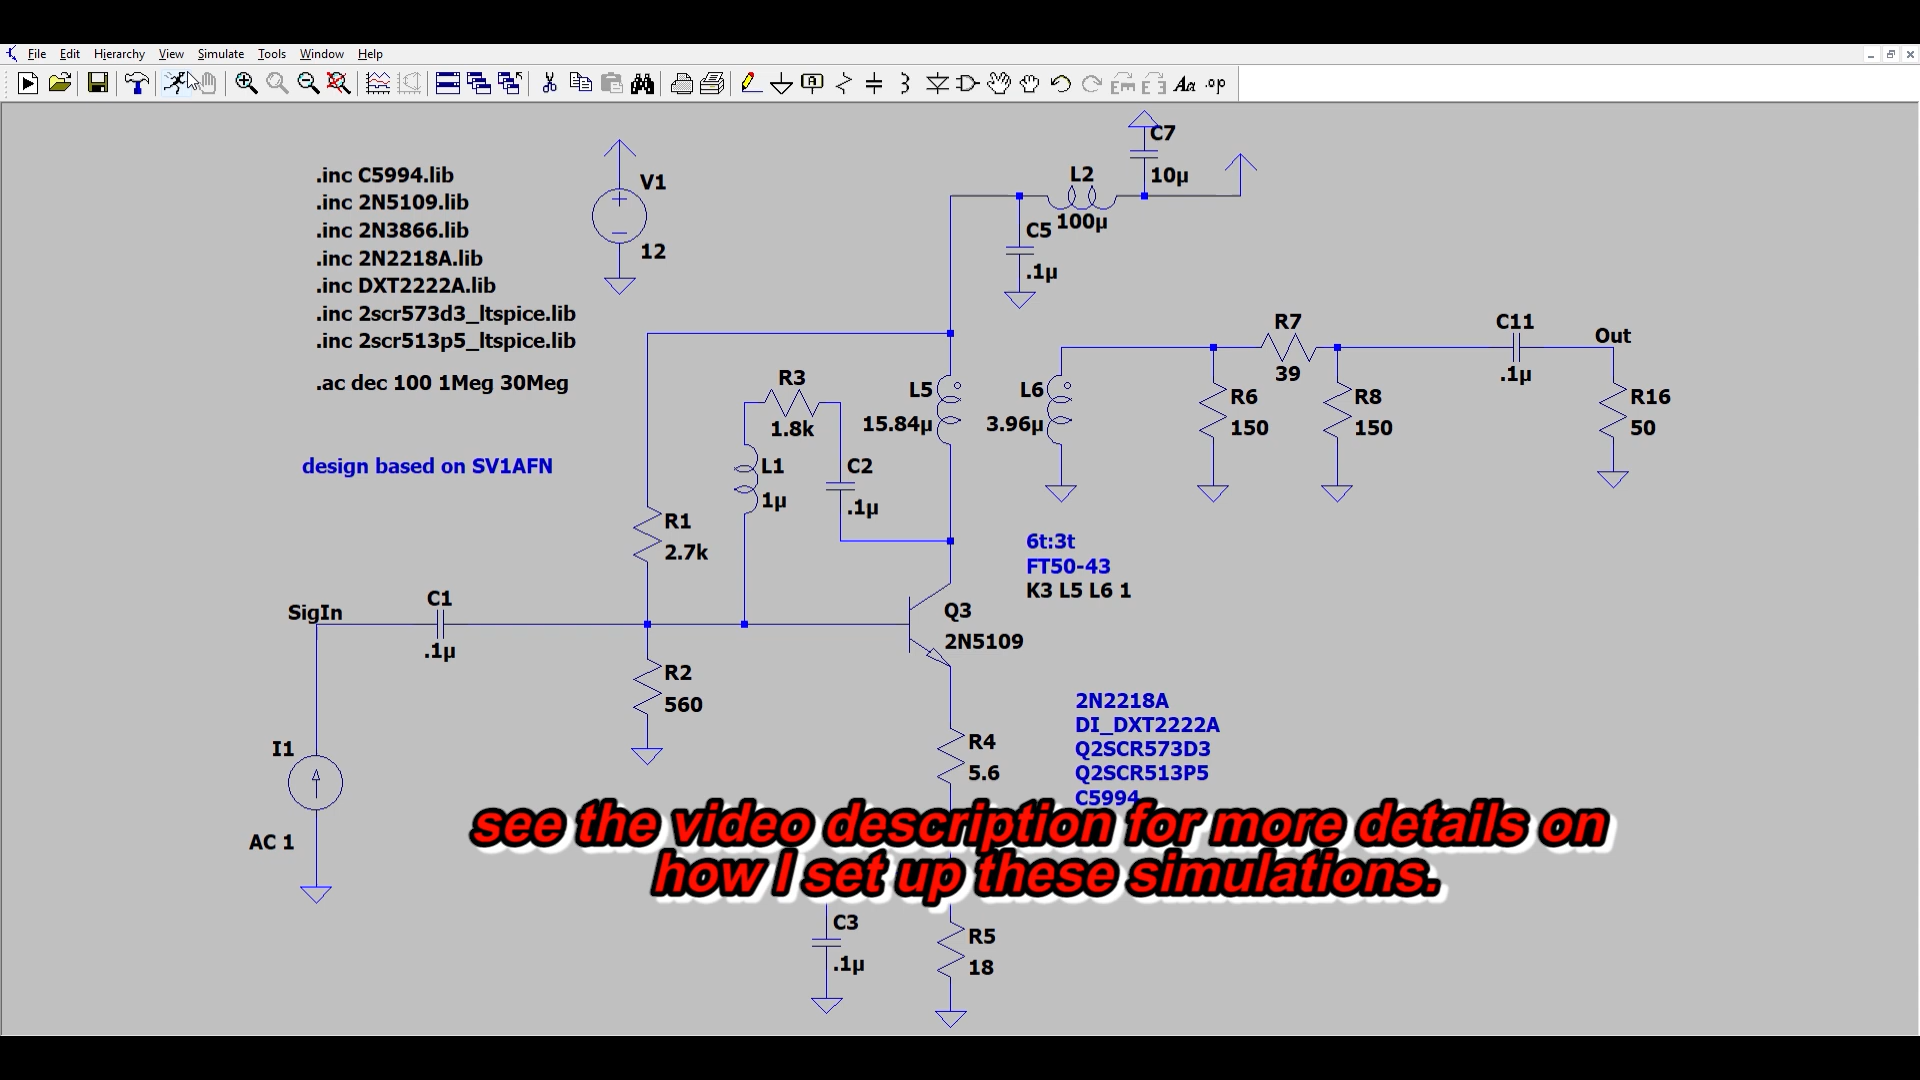 File Edit Hierarchy View Simulate Tools Window Help
.inc C5994.lib
.inc 2N5109.lib
.inc 2N3866.lib
.inc 2N2218A.lib
.inc DXT2222A.lib
.inc 2scr573d3_ltspice.lib
.inc 2scr513p5_ltspice.lib
.ac dec 100 1Meg 30Meg
design based on SV1AFN
V1
12
C7
10µ
L2
100µ
C5
.1µ
R3
1.8k
L5
15.84µ
L6
3.96µ
R7
39
C11
.1µ
Out
R6
150
R8
150
R16
50
L1
1µ
C2
.1µ
R1
2.7k
6t:3t
FT50-43
K3 L5 L6 1
SigIn
C1
.1µ
Q3
2N5109
R2
560
2N2218A
DI_DXT2222A
Q2SCR573D3
Q2SCR513P5
C5994
I1
AC 1
R4
5.6
see the video description for more details on
how I set up these simulations.
C3
.1µ
R5
18